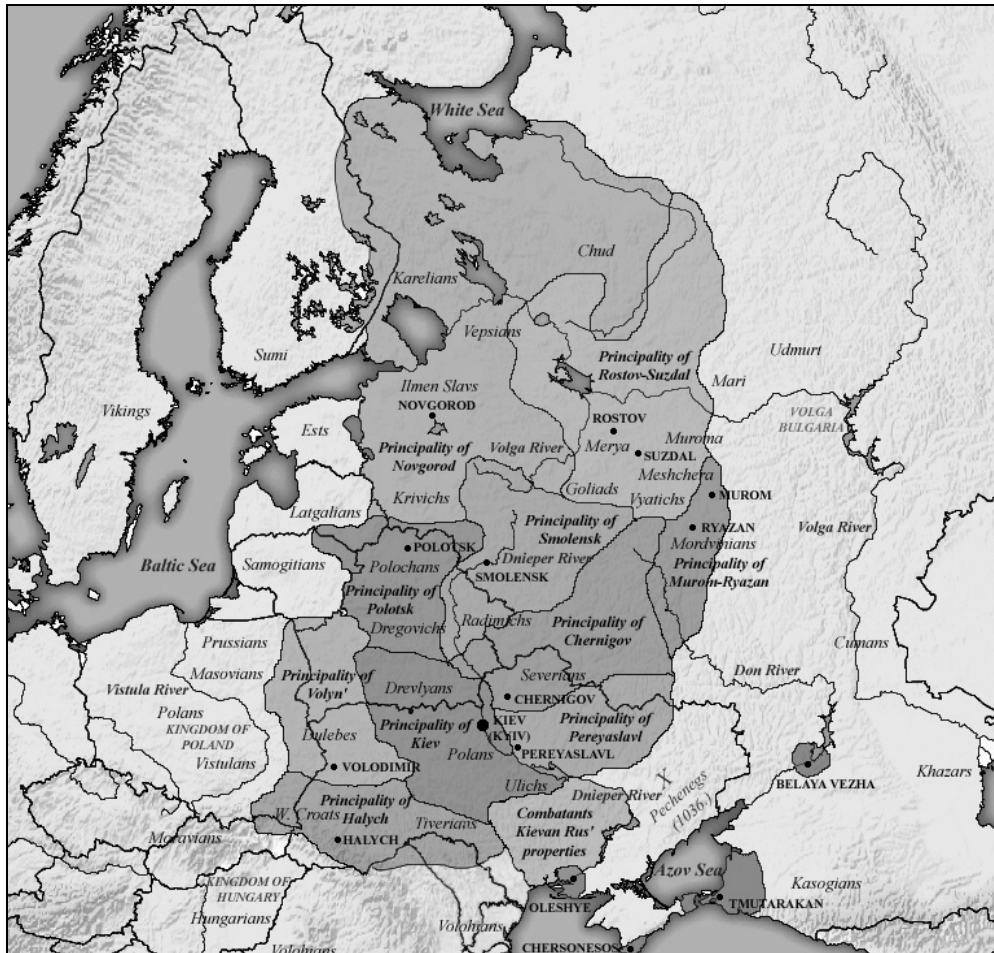 White Sea
Chud
Karelians
Vepsians
Sumi
Udmurt
Principality of
Rostov-Suzdal
Mari
Ilmen Slavs
NOVGOROD
Vikings
VOLGA
BULGARIA
ROSTOV
Ests
Principality of
Novgorod
Volga River
Merya
Muroma
SUZDAL
Meshchera
Goliads
Vyatichs
MUROM
Krivichs
Latgalians
Principality of
Smolensk
RYAZAN
Volga River
Mordvinians
POLOTSK
Dnieper River
Baltic Sea
Samogitians
Polochans
SMOLENSK
Principality of
Murom-Ryazan
Principality of
Polotsk
Radimichs
Principality of
Chernigov
Dregovichs
Prussians
Cumans
Masovians
Principality of
Volyn'
Severians
Don River
Vistula River
Drevlyans
CHERNIGOV
Polans
KINGDOM OF
POLAND
Principality of
Kiev
KIEV
(KYIV)
Principality of
Pereyaslavl
Dulebes
Polans
PEREYASLAVL
Vistulans
VOLODIMIR
Khazars
BELAYA VEZHA
Ulichs
X
Pechenegs
(1036.)
Dnieper River
Principality of
Halych
W. Croats
Tiverians
Combatants
Kievan Rus'
properties
Moravians
HALYCH
Azov Sea
KINGDOM OF
HUNGARY
Kasogians
OLESHYE
TMUTARAKAN
Hungarians
Volohians
Volohians
CHERSONESOS